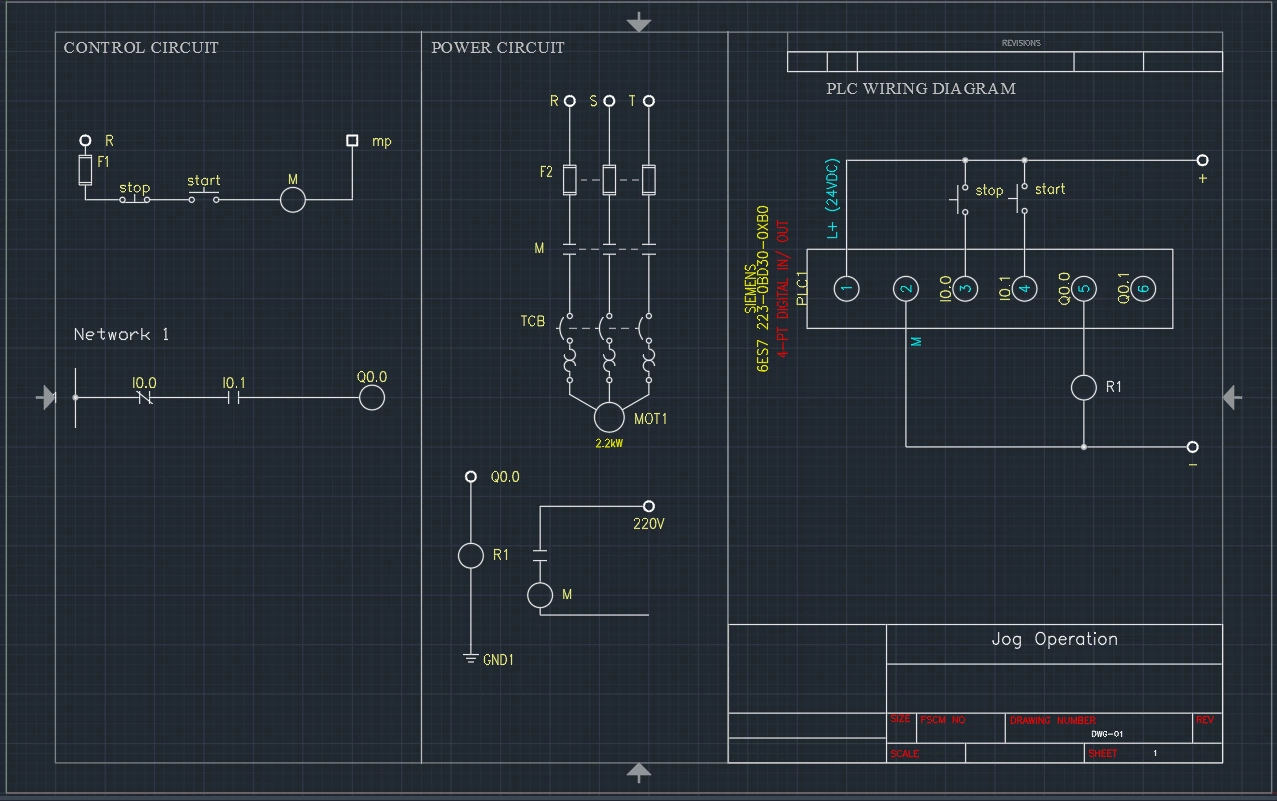 CONTROL CIRCUIT
R
mp
F1
stop
start
M
Network 1
I0.0
I0.1
Q0.0
POWER CIRCUIT
R S T
F2
M
TCB
MOT1
2.2kW
Q0.0
220V
R1
M
GND1
REVISIONS
PLC WIRING DIAGRAM
L+ (24VDC)
+
stop
start
SIEMENS
6ES7 223-0BD30-0XB0
4-PT DIGITAL IN/ OUT
PLC1
1
2
I0.0
3
I0.1
4
Q0.0
5
Q0.1
6
M
R1
-
Jog Operation
SIZE
FSCM NO
DRAWING NUMBER
REV
DWG-01
SCALE
SHEET
1